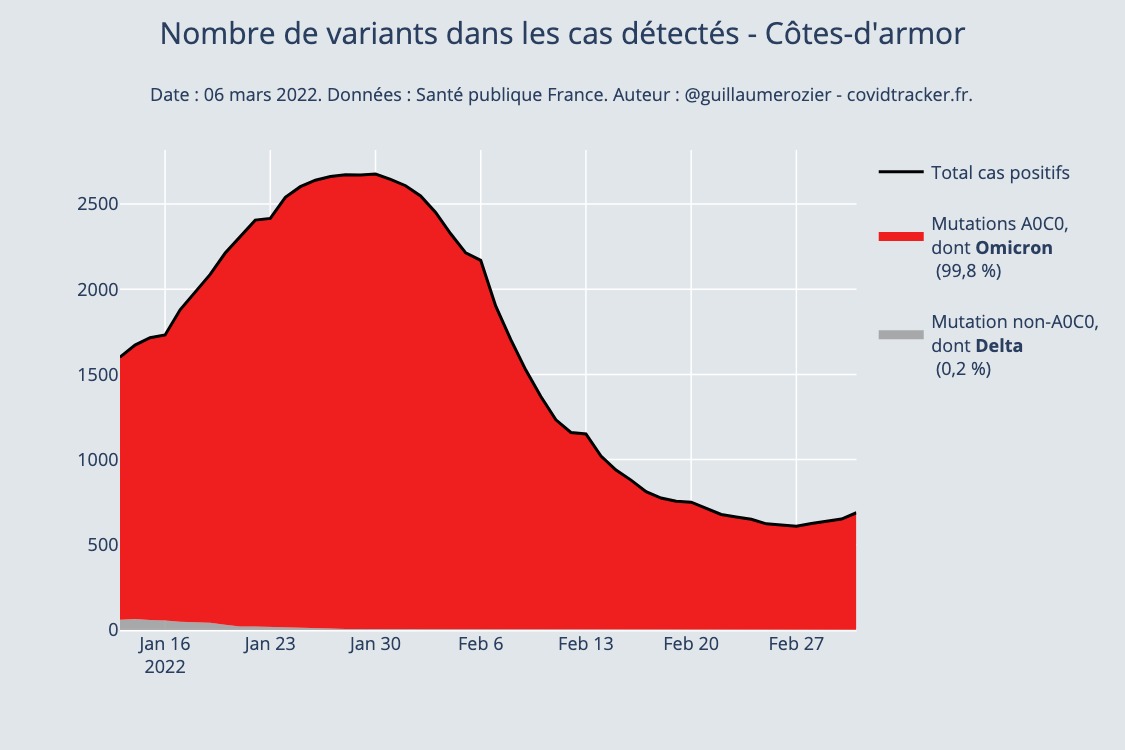 Nombre de variants dans les cas détectés - Côtes-d'armor
Date : 06 mars 2022. Données : Santé publique France. Auteur : @guillaumerozier - covidtracker.fr.
Total cas positifs
Mutations A0C0,
dont Omicron
(99,8 %)
Mutation non-A0C0,
dont Delta
(0,2 %)
2500
2000
1500
1000
500
0
Jan 16 Jan 23 Jan 30 Feb 6 Feb 13 Feb 20 Feb 27
2022